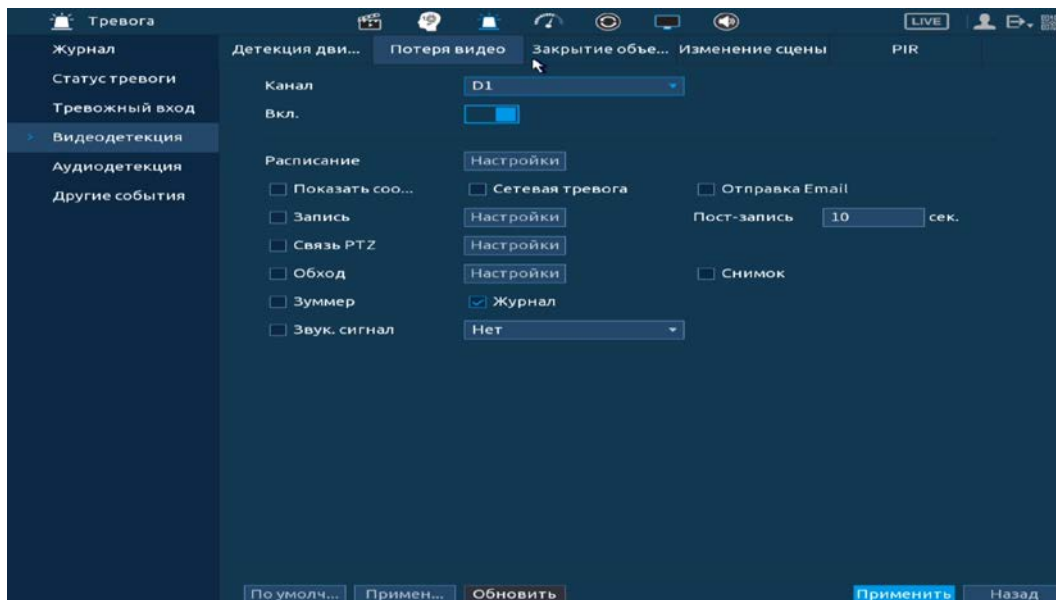 Тревога LIVE
Журнал
Статус тревоги
Тревожный вход
Видеодетекция
Аудиодетекция
Другие события
Детекция дви... Потеря видео Закрытие объе... Изменение сцены PIR
Канал D1
Вкл.
Расписание Настройки
Показать соо... Сетевая тревога Отправка Email
Запись Настройки Пост-запись 10 сек.
Связь PTZ Настройки
Обход Настройки Снимок
Зуммер Журнал
Звук. сигнал Нет
По умолч... Примен... Обновить Применить Назад